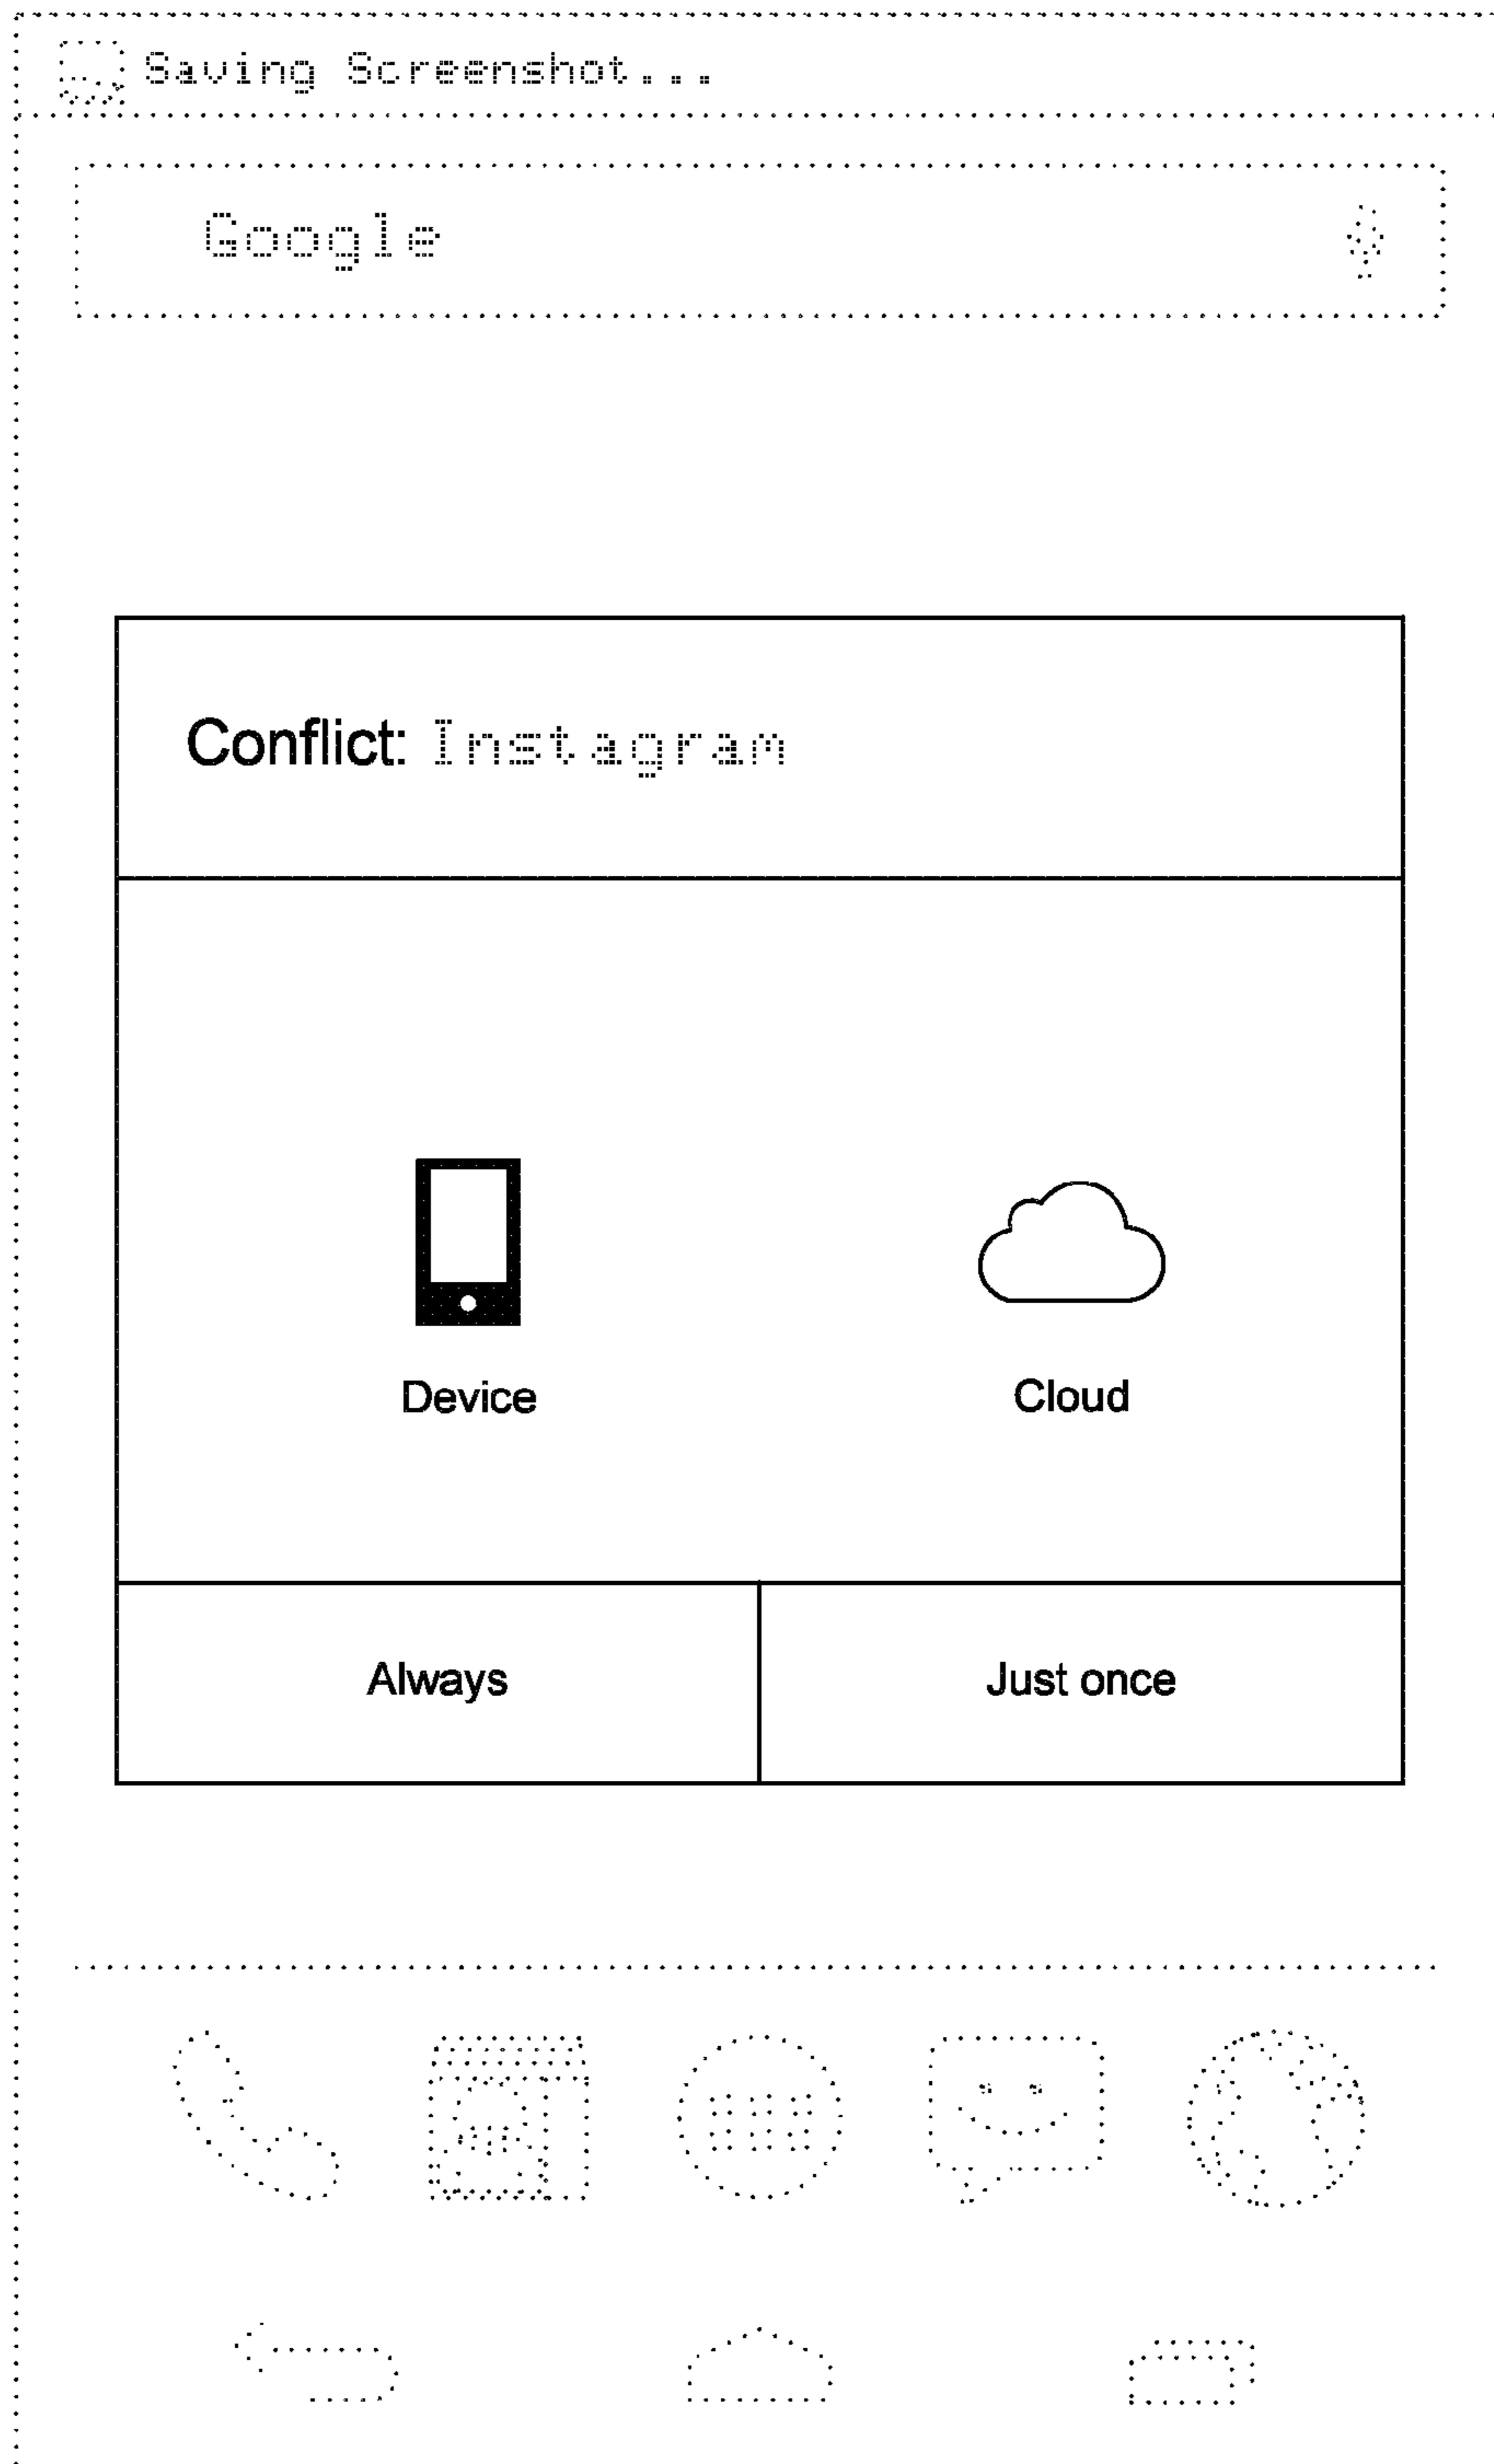 Saving Screenshot...
Google
Conflict: Instagram
Device
Cloud
Always
Just once